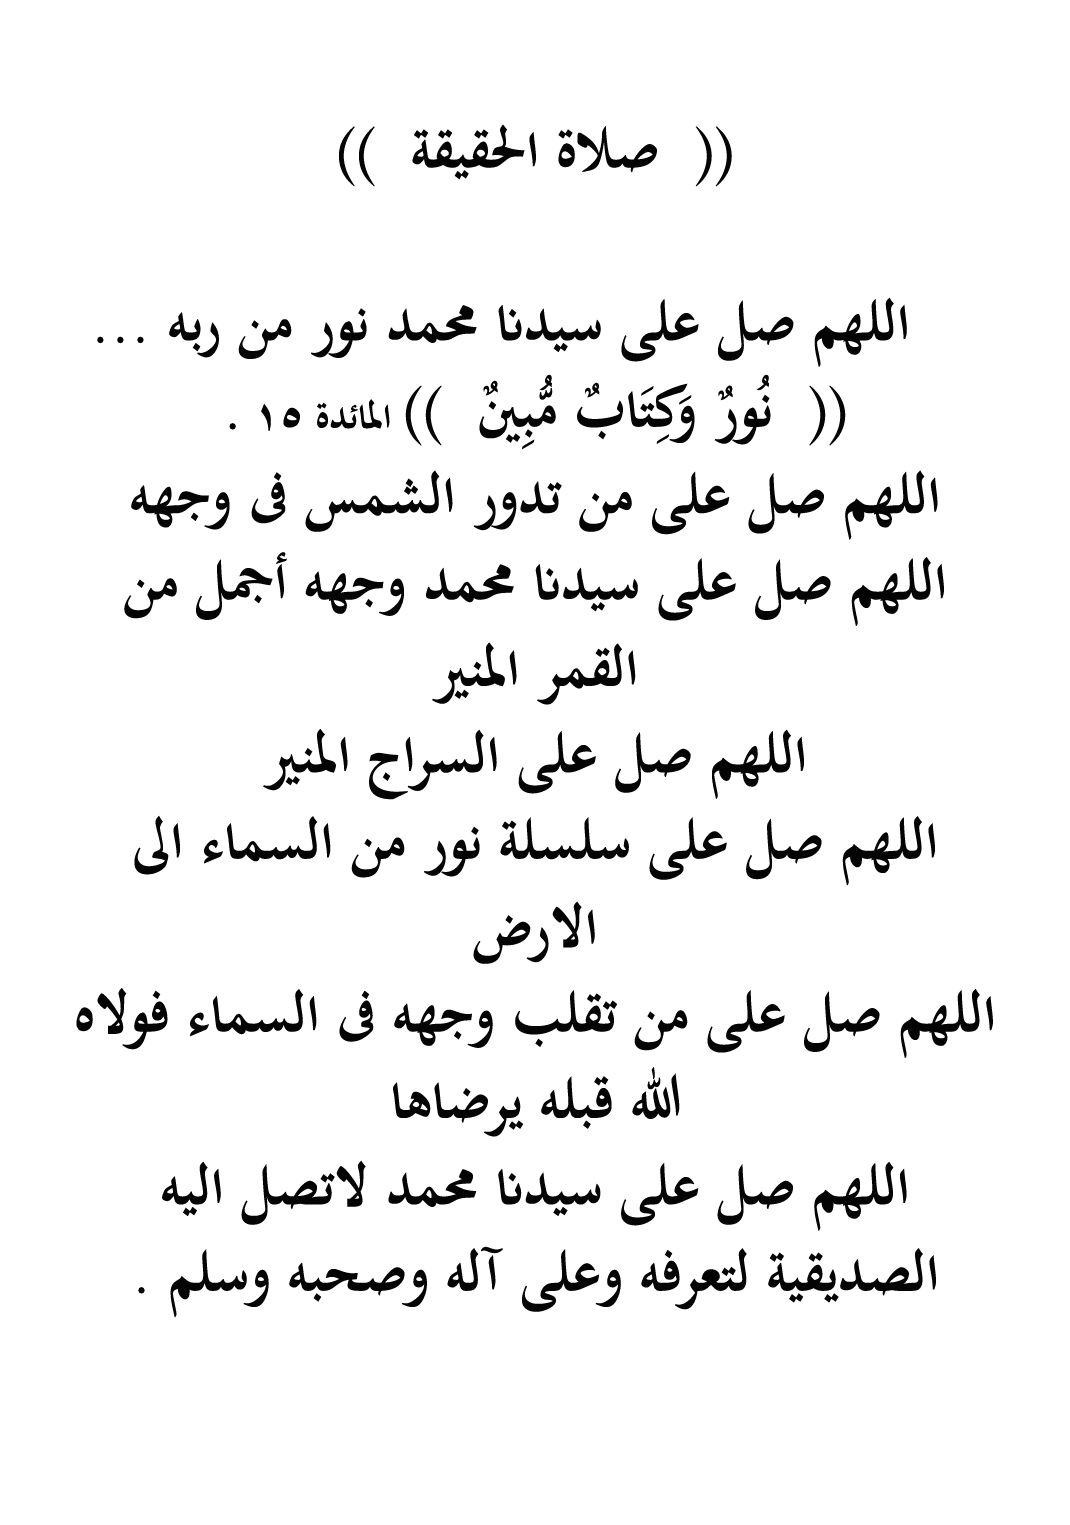 (( صلاة الحقيقة ))
اللهم صل على سيدنا محمد نور من ربه ...
(( نُورٌ وَكِتَابٌ مُّبِينٌ )) المائدة ١٥ .
اللهم صل على من تدور الشمس فى وجهه
اللهم صل على سيدنا محمد وجهه أجمل من
القمر المنير
اللهم صل على السراج المنير
اللهم صل على سلسلة نور من السماء الى
الارض
اللهم صل على من تقلب وجهه فى السماء فولاه
الله قبله يرضاها
اللهم صل على سيدنا محمد لاتصل اليه
الصديقية لتعرفه وعلى آله وصحبه وسلم .